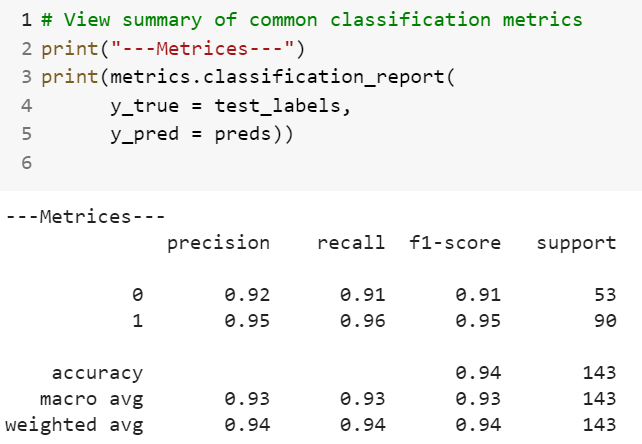 1 # View summary of common classification metrics
2 print("---Metrices---")
3 print(metrics.classification_report(
4       y_true = test_labels,
5       y_pred = preds))
6
---Metrices---
              precision    recall  f1-score   support

           0       0.92      0.91      0.91        53
           1       0.95      0.96      0.95        90

    accuracy                           0.94       143
   macro avg       0.93      0.93      0.93       143
weighted avg       0.94      0.94      0.94       143